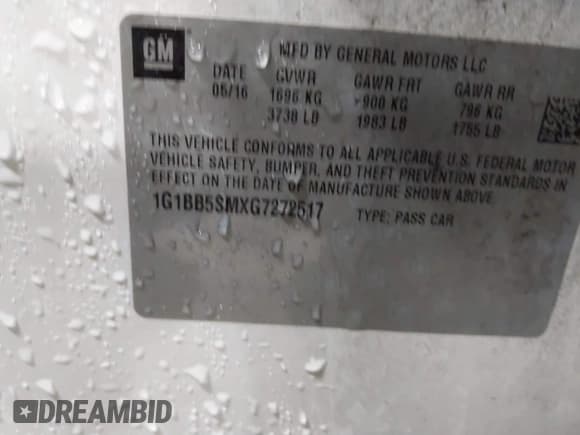 GM
MFD BY GENERAL MOTORS LLC
DATE GVWR GAWR FRT GAWR RR
05/16 1696 KG 900 KG 796 KG
3738 LB 1983 LB 1755 LB
THIS VEHICLE CONFORMS TO ALL APPLICABLE U.S. FEDERAL MOTOR
VEHICLE SAFETY, BUMPER, AND THEFT PREVENTION STANDARDS IN
EFFECT ON THE DATE OF MANUFACTURE SHOWN ABOVE
1G1BB5SMXG7272517 TYPE: PASS CAR
DREAMBID